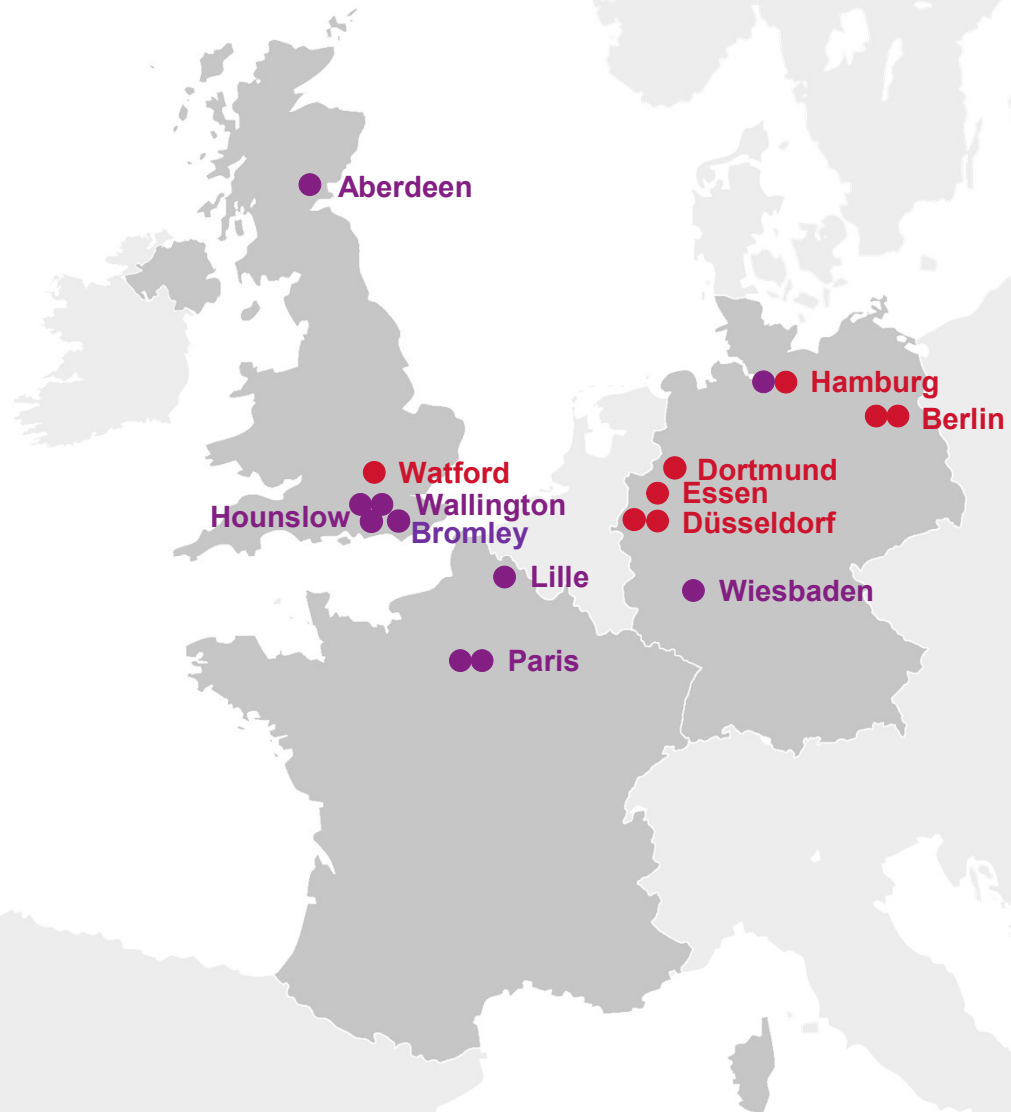 Aberdeen
Hamburg
Berlin
Watford
Dortmund
Essen
Hounslow
Wallington
Düsseldorf
Bromley
Lille
Wiesbaden
Paris